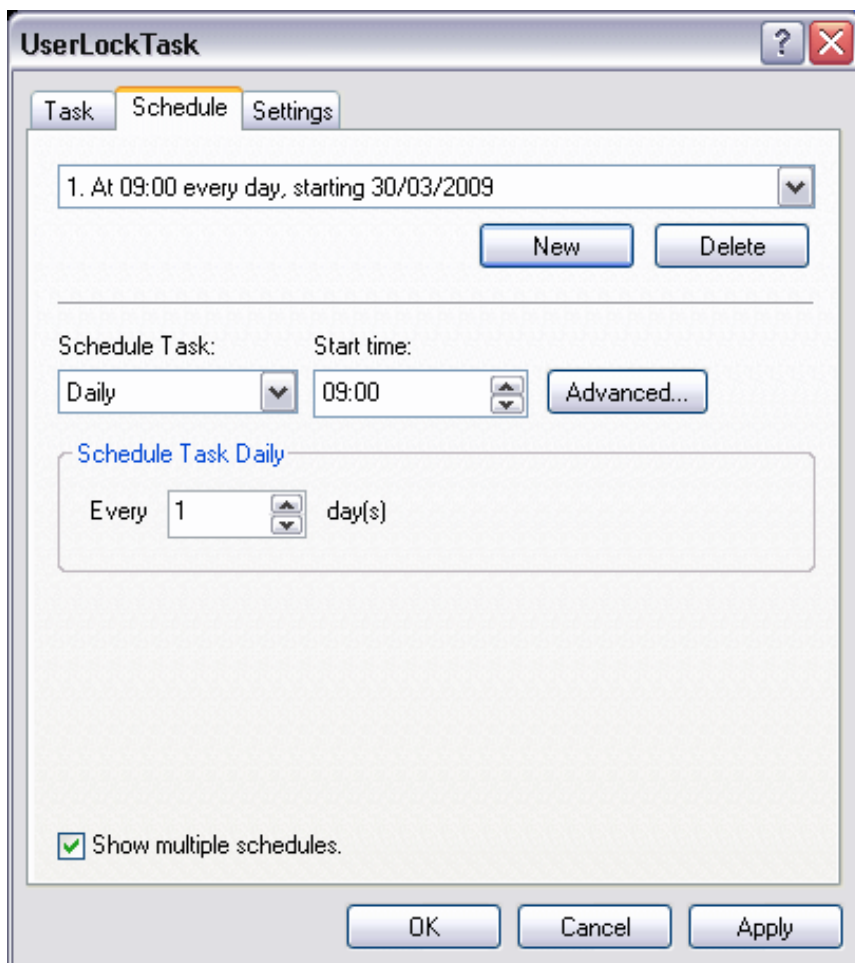 UserLockTask
Task Schedule Settings
1. At 09:00 every day, starting 30/03/2009
New Delete
Schedule Task: Start time:
Daily 09:00 Advanced...
Schedule Task Daily
Every 1 day(s)
Show multiple schedules.
OK Cancel Apply